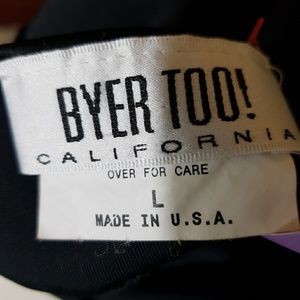 BYER TOO!
CALIFORNIA
OVER FOR CARE
L
MADE IN U.S.A.